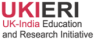 UKIERI
UK-India Education
and Research Initiative